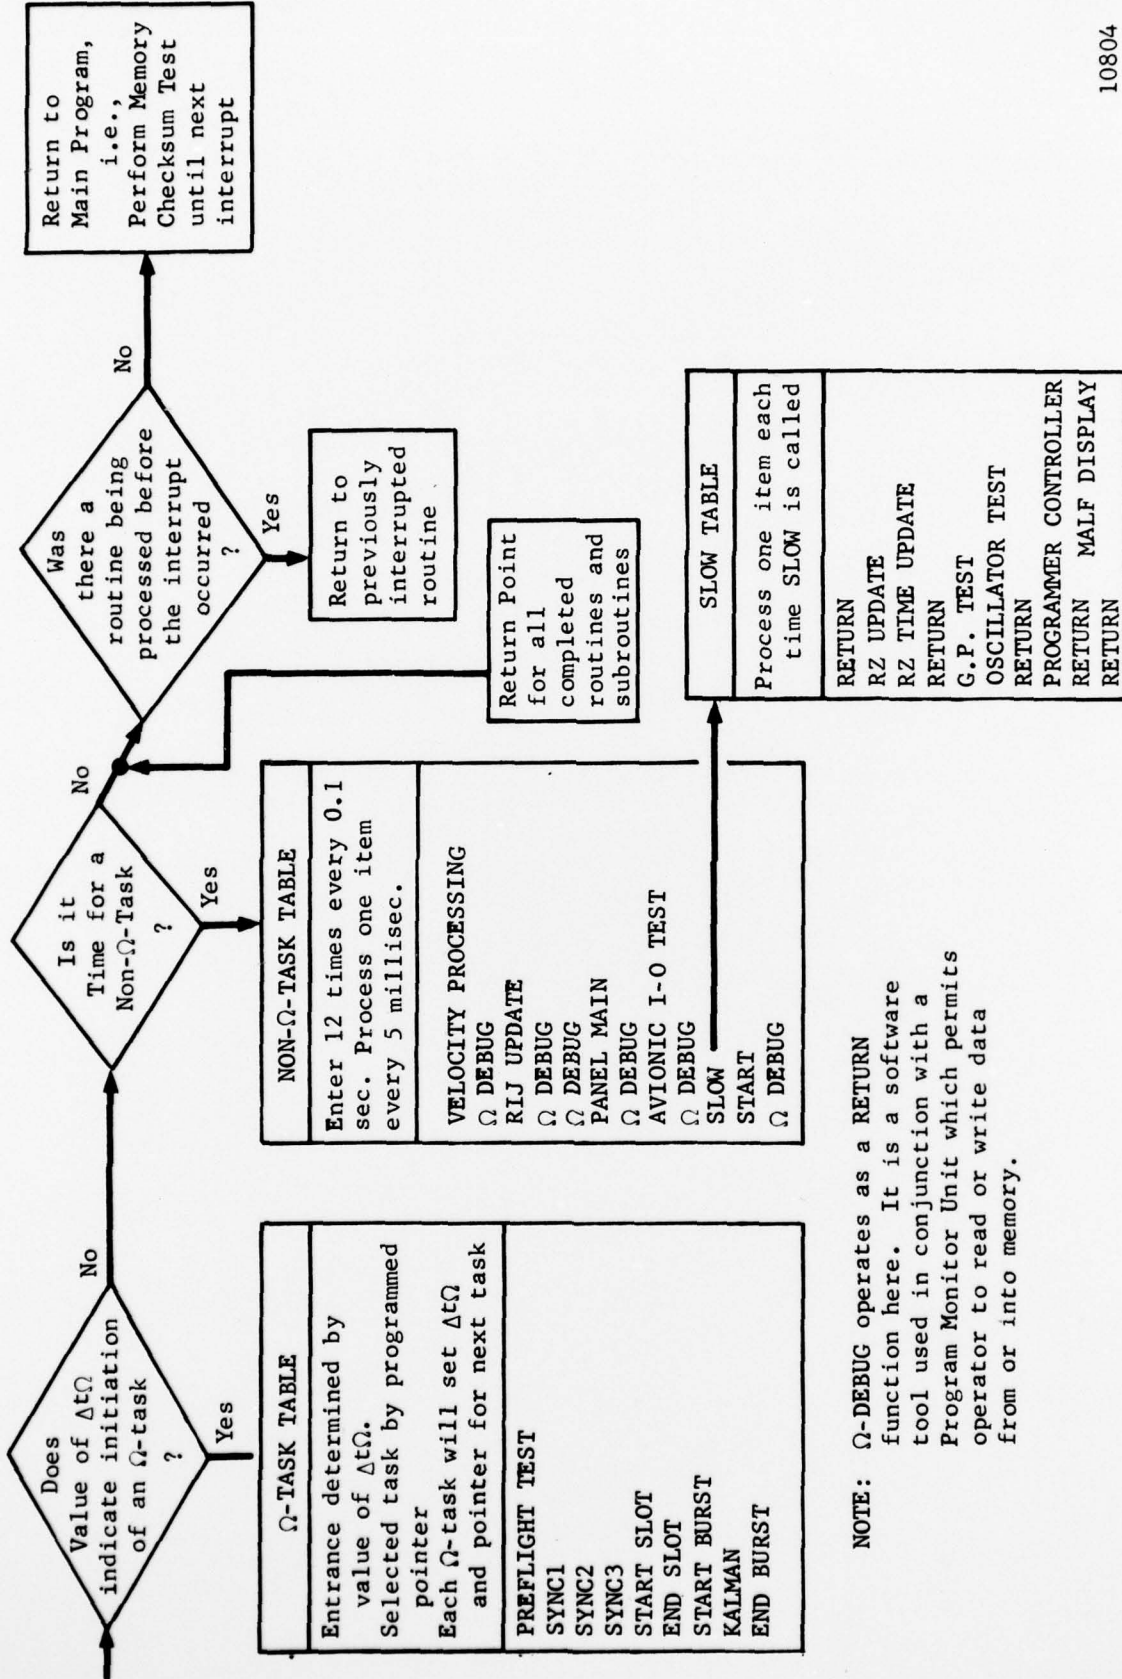 Does
Value of ΔtΩ
indicate initiation
of an Ω-task
?
No
Yes
Is it
Time for a
Non-Ω-Task
?
No
Yes
Was
there a
routine being
processed before
the interrupt
occurred
?
No
Yes
Return to
Main Program,
i.e.,
Perform Memory
Checksum Test
until next
interrupt
Return to
previously
interrupted
routine
Return Point
for all
completed
routines and
subroutines
Ω-TASK TABLE
Entrance determined by
value of ΔtΩ.
Selected task by programmed
pointer
Each Ω-task will set ΔtΩ
and pointer for next task
PREFLIGHT TEST
SYNC1
SYNC2
SYNC3
START SLOT
END SLOT
START BURST
KALMAN
END BURST
NON-Ω-TASK TABLE
Enter 12 times every 0.1
sec. Process one item
every 5 millisec.
VELOCITY PROCESSING
Ω DEBUG
RIJ UPDATE
Ω DEBUG
Ω DEBUG
PANEL MAIN
Ω DEBUG
AVIONIC I-O TEST
Ω DEBUG
SLOW
START
Ω DEBUG
SLOW TABLE
Process one item each
time SLOW is called
RETURN
RZ UPDATE
RZ TIME UPDATE
RETURN
G.P. TEST
OSCILATOR TEST
RETURN
PROGRAMMER CONTROLLER
RETURN MALF DISPLAY
RETURN
NOTE: Ω-DEBUG operates as a RETURN
function here. It is a software
tool used in conjunction with a
Program Monitor Unit which permits
operator to read or write data
from or into memory.
10804